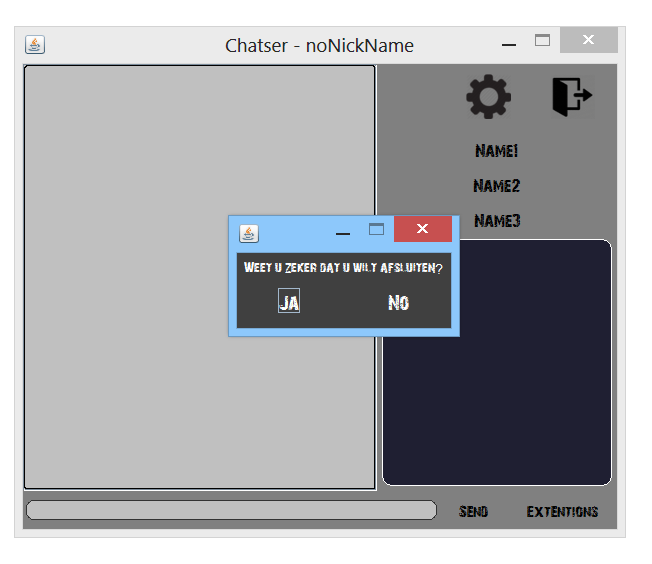 Chatser - noNickName
NAME1
NAME2
NAME3
WEET U ZEKER DAT U WILT AFSLUITEN?
JA
NO
SEND
EXTENTIONS